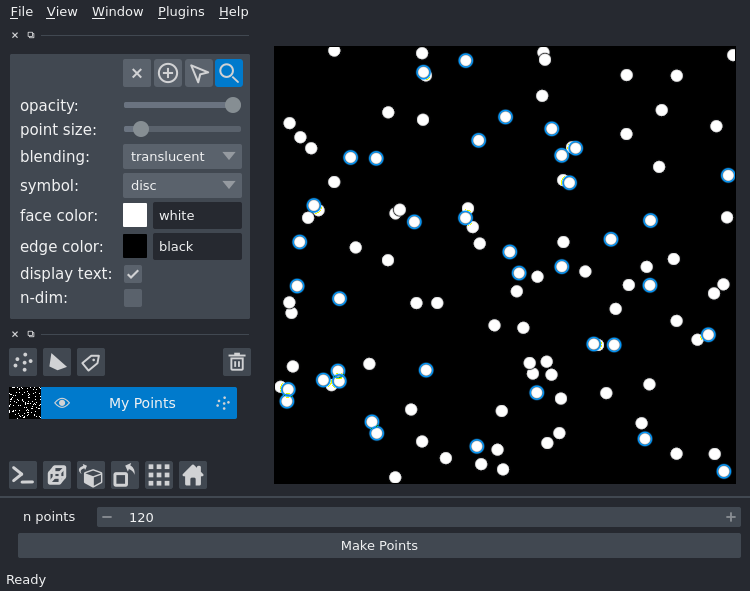 File View Window Plugins Help
opacity:
point size:
blending: translucent
symbol: disc
face color: white
edge color: black
display text:
n-dim:
My Points
n points 120
Make Points
Ready